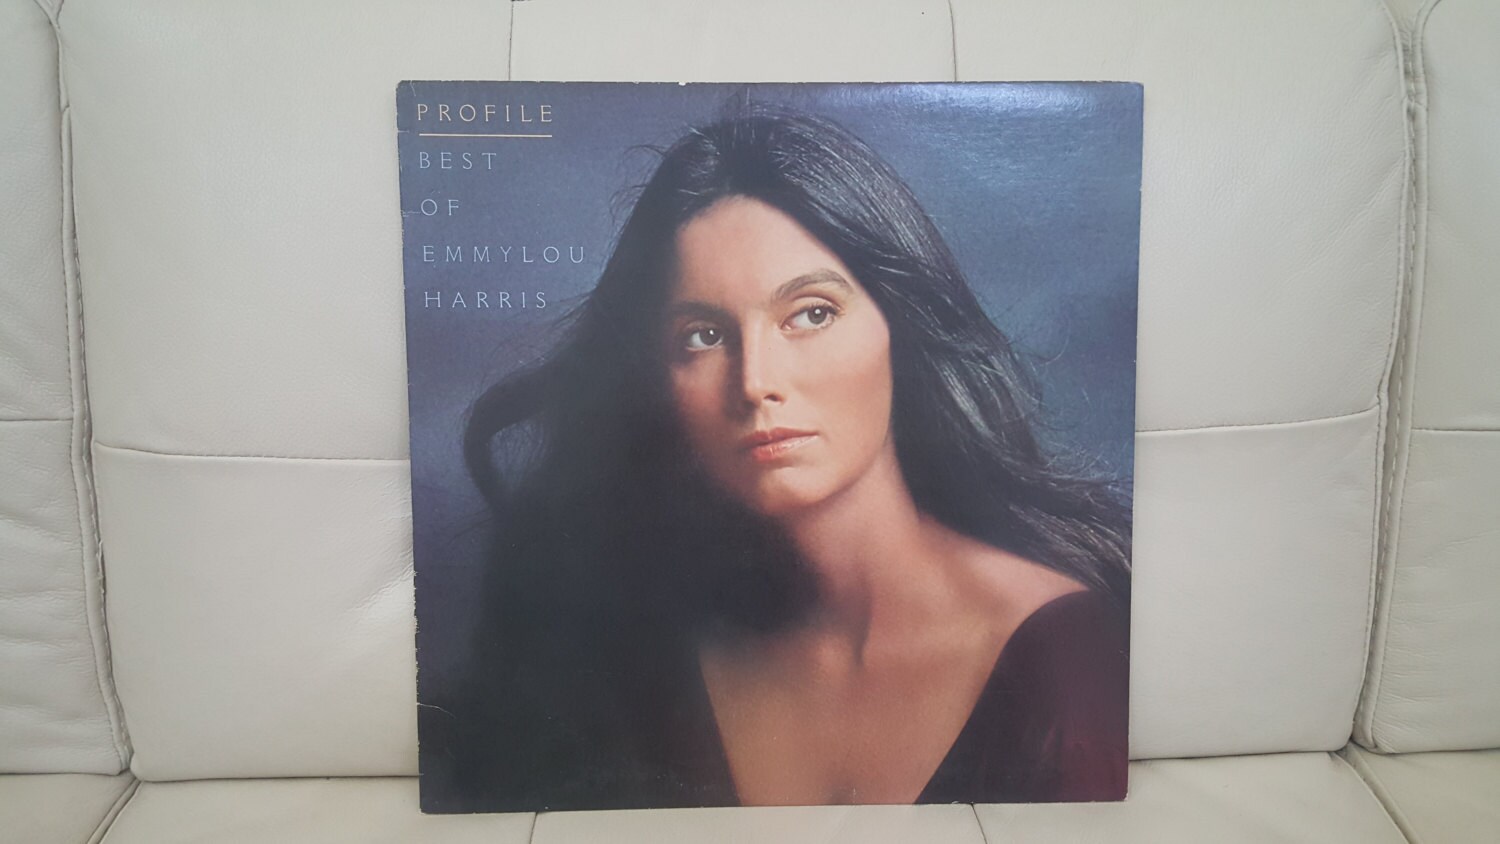 PROFILE
BEST
OF
EMMYLOU
HARRIS